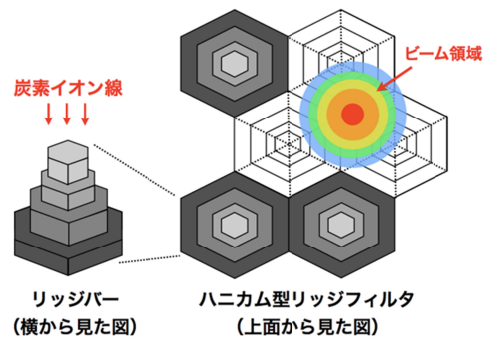 ビーム領域
炭素イオン線
リッジバー
(横から見た図)
ハニカム型リッジフィルタ
(上面から見た図)